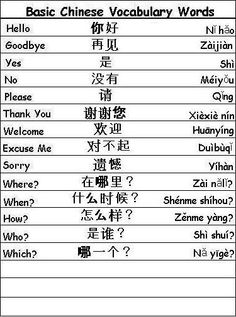 Basic Chinese Vocabulary Words
Hello 你好 Nǐ hǎo
Goodbye 再见 Zàijiàn
Yes 是 Shì
No 没有 Méiyǒu
Please 请 Qǐng
Thank You 谢谢您 Xièxiè nín
Welcome 欢迎 Huānyíng
Excuse Me 对不起 Duìbùqǐ
Sorry 遗憾 Yíhàn
Where? 在哪里? Zài nǎlǐ?
When? 什么时候? Shénme shíhou?
How? 怎么样? Zěnme yàng?
Who? 是谁? Shì shuí?
Which? 哪一个? Nǎ yīgè?